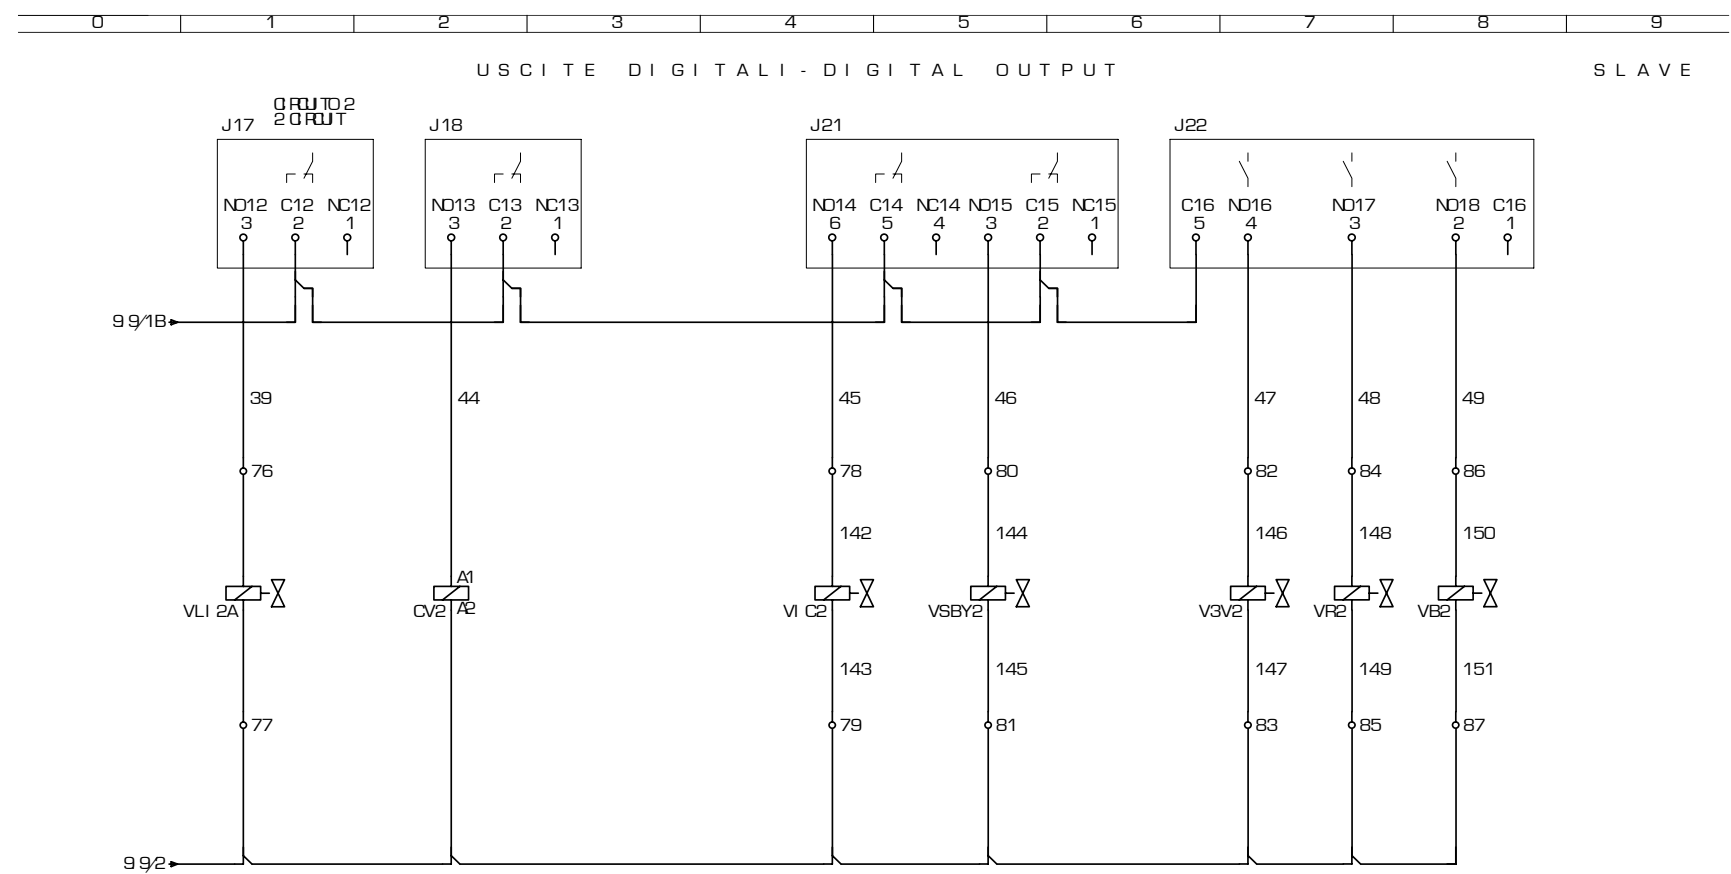 0 1 2 3 4 5 6 7 8 9
USCITE DIGITALI - DIGITAL OUTPUT SLAVE
CIRCUITO 2
2 CIRCUIT
J17 J18 J21 J22
NO12 C12 NC12 NO13 C13 NC13 NO14 C14 NC14 NO15 C15 NC15 C16 NO16 NO17 NO18 C16
3 2 1 3 2 1 6 5 4 3 2 1 5 4 3 2 1
9 9/1B
39 44 45 46 47 48 49
76 78 80 82 84 86
142 144 146 148 150
A1
VLI2A CV2 A2 VIC2 VSBY2 V3V2 VR2 VB2
143 145 147 149 151
77 79 81 83 85 87
9 9/2